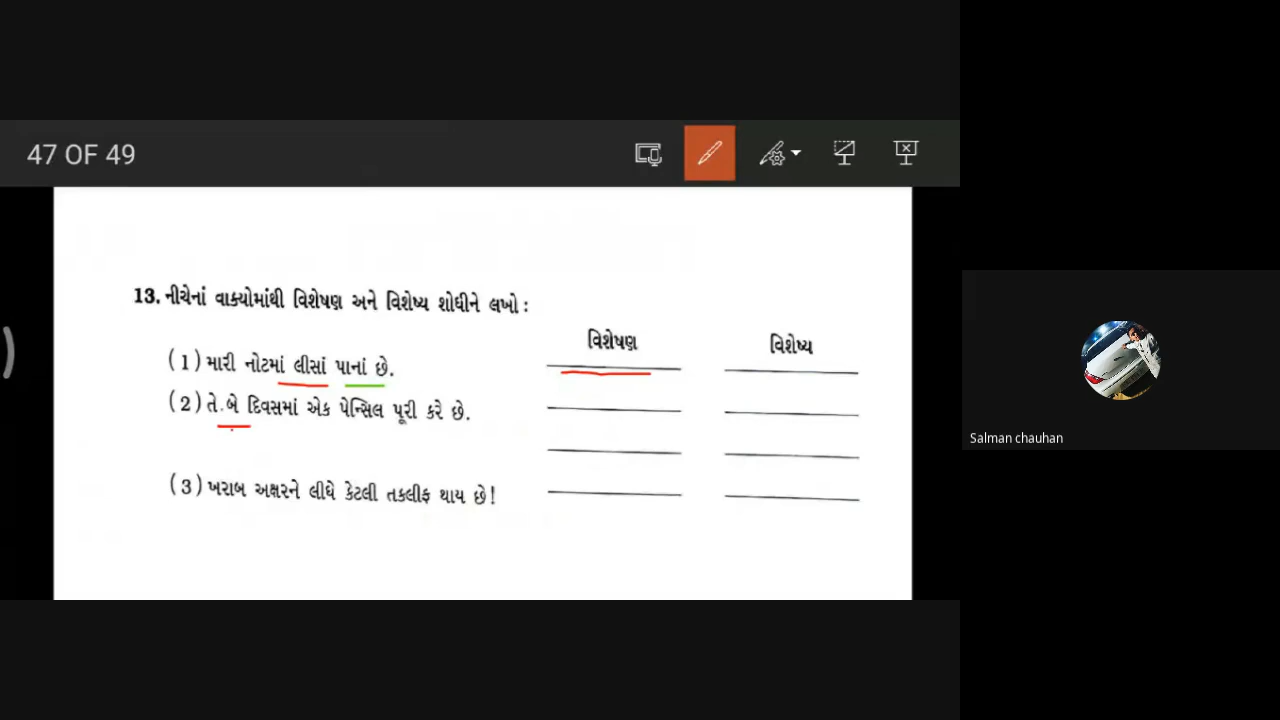 47 OF 49
13. નીચેનાં વાક્યોમાંથી વિશેષણ અને વિશેષ્ય શોધીને લખો :
વિશેષણ વિશેષ્ય
(1) મારી નોટમાં લીસાં પાનાં છે.
(2) તે બે દિવસમાં એક પેન્સિલ પૂરી કરે છે.
(3) ખરાબ અક્ષરને લીધે કેટલી તકલીફ થાય છે!
Salman chauhan